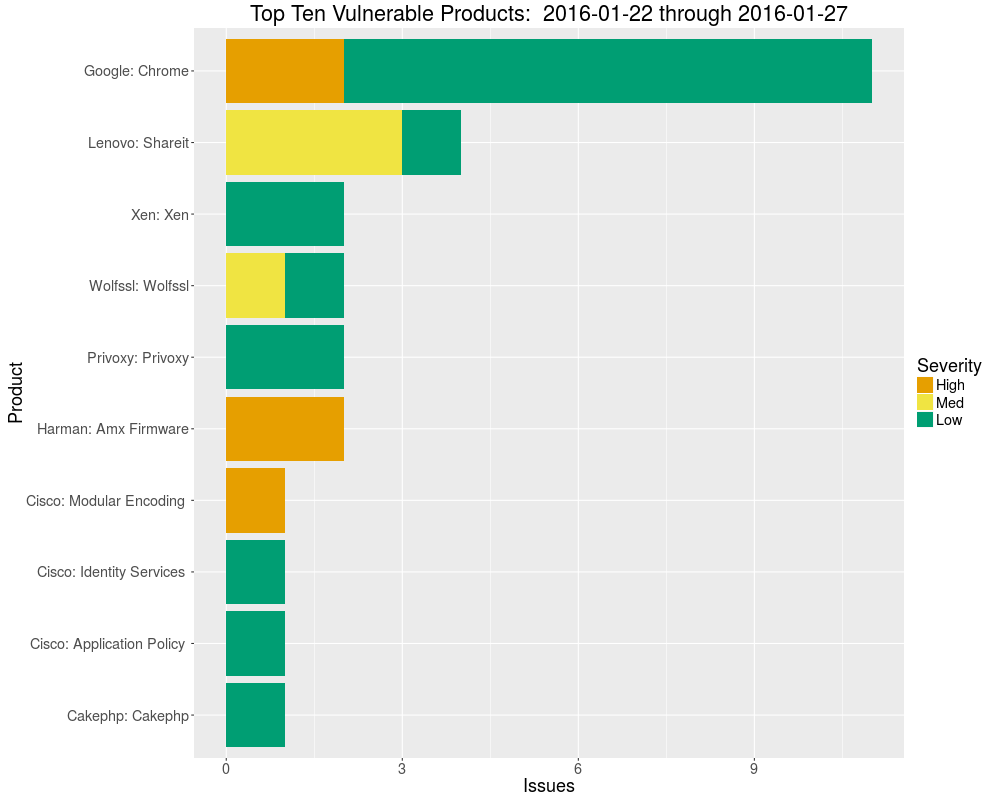 Top Ten Vulnerable Products:  2016-01-22 through 2016-01-27
Google: Chrome
Lenovo: Shareit
Xen: Xen
Wolfssl: Wolfssl
Privoxy: Privoxy
Harman: Amx Firmware
Cisco: Modular Encoding
Cisco: Identity Services
Cisco: Application Policy
Cakephp: Cakephp
Product
0 3 6 9
Issues
Severity
High
Med
Low